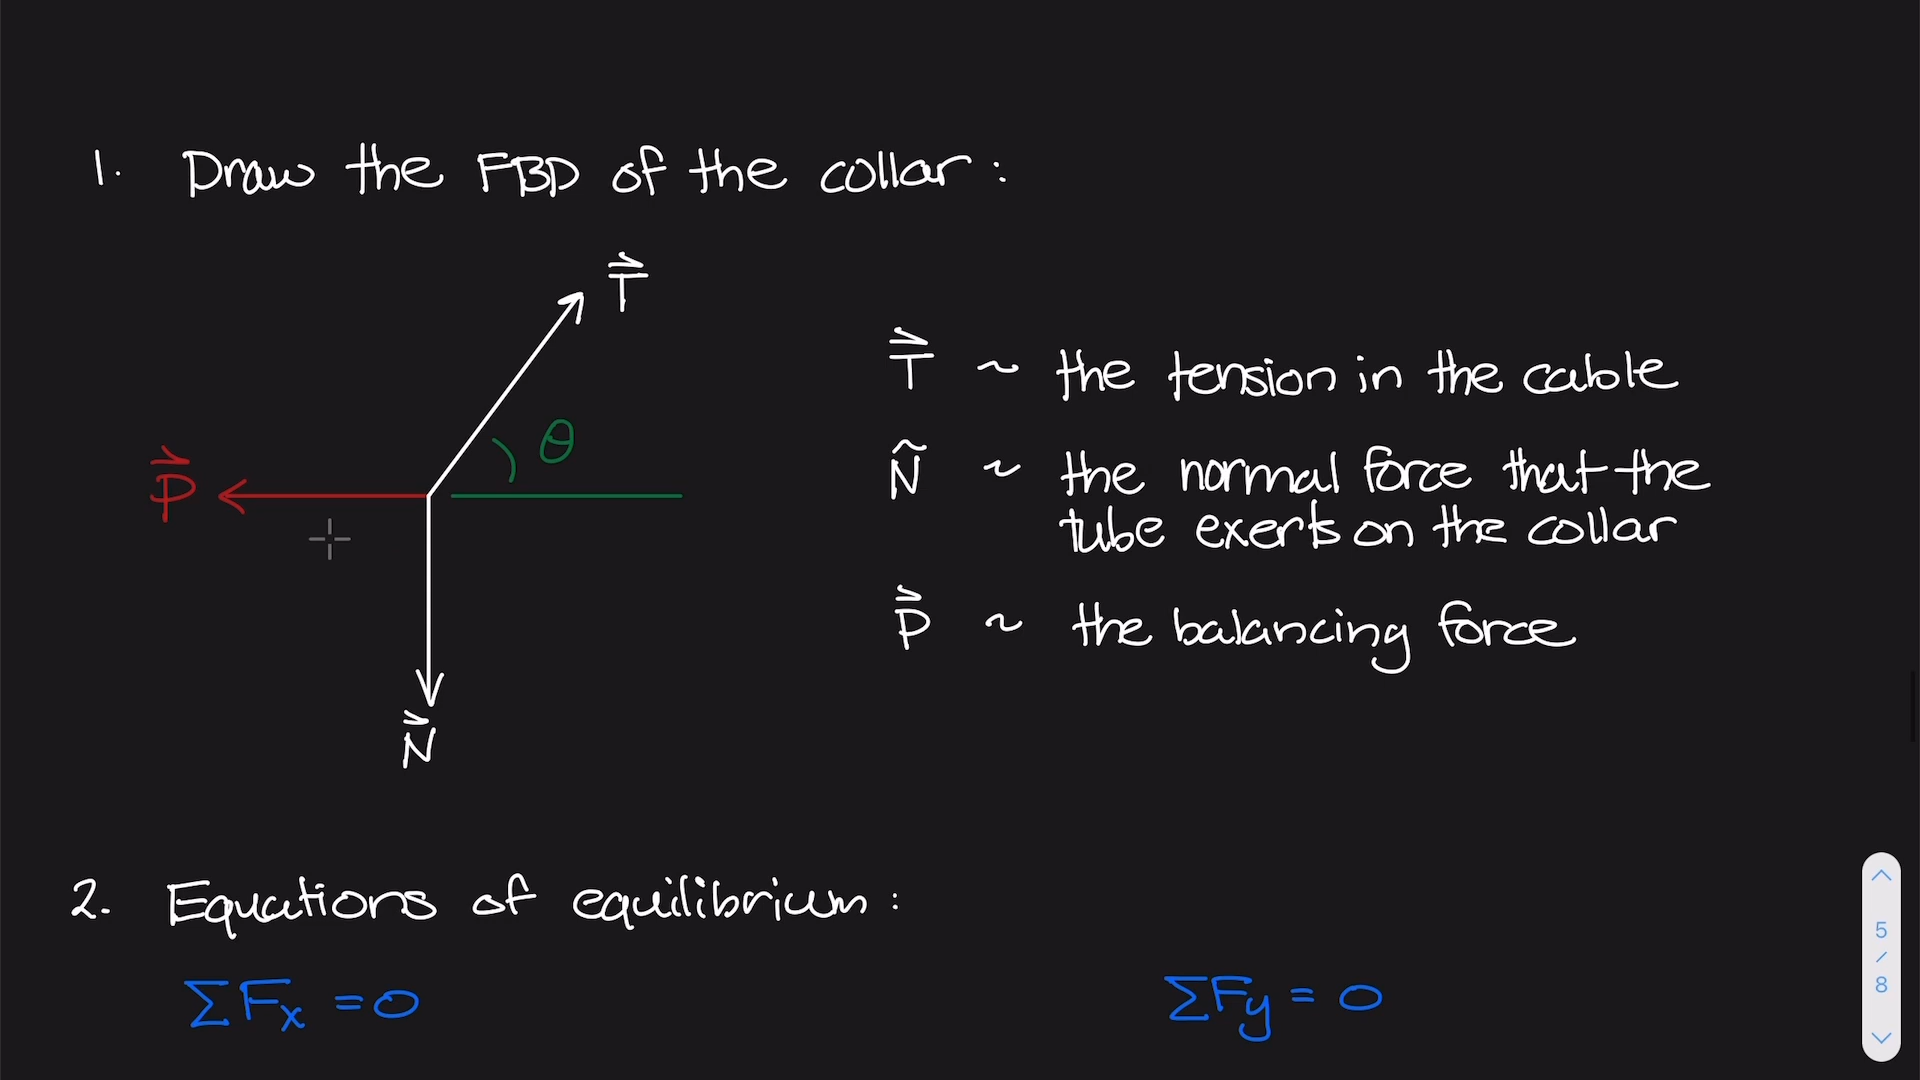 1. Draw the FBD of the collar :
T⃗
θ
P⃗
N⃗
T⃗ ~ the tension in the cable
Ñ ~ the normal force that the
tube exerts on the collar
P⃗ ~ the balancing force
2. Equations of equilibrium :
ΣFx = 0
ΣFy = 0
5
/
8